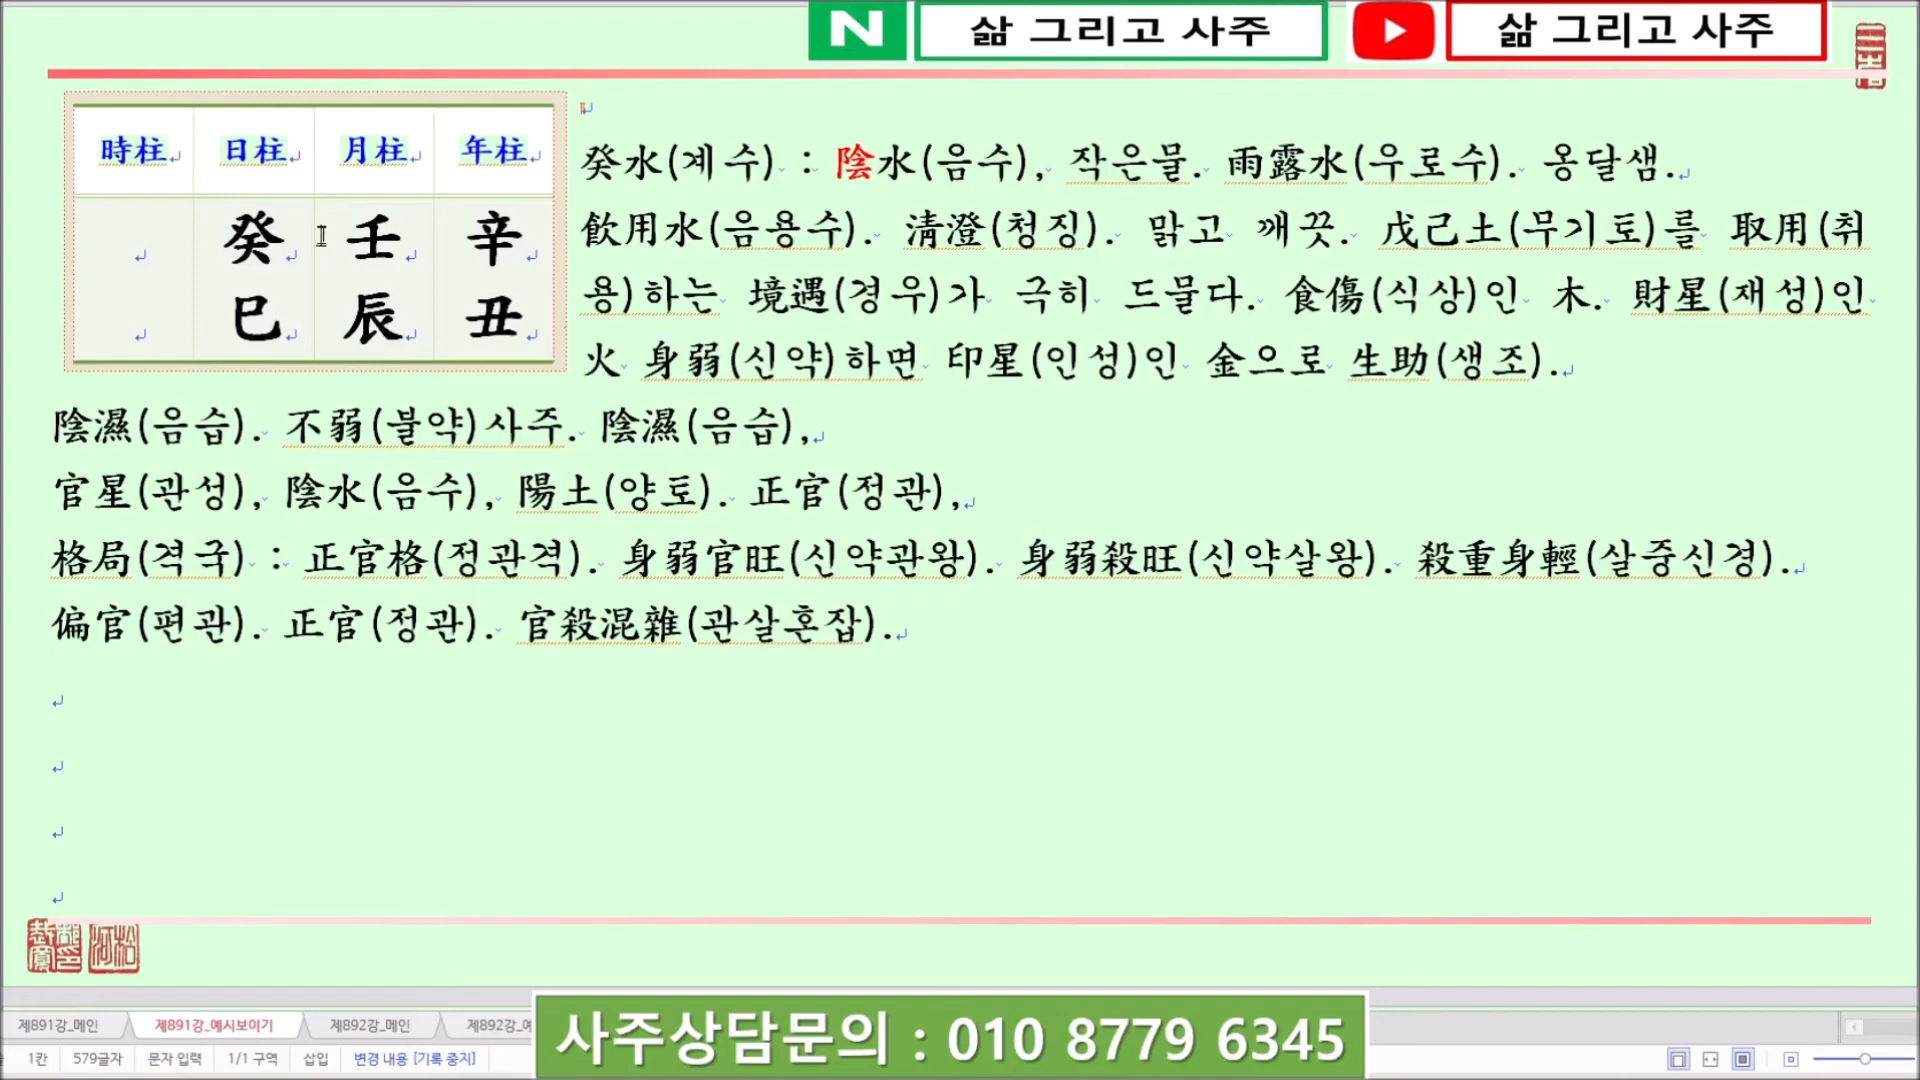 N 삶 그리고 사주 삶 그리고 사주
時柱 日柱 月柱 年柱
癸 壬 辛
巳 辰 丑
癸水(계수) : 陰水(음수), 작은물. 雨露水(우로수). 옹달샘.
飮用水(음용수). 清澄(청징). 맑고 깨끗. 戊己土(무기토)를 取用(취
용)하는 境遇(경우)가 극히 드물다. 食傷(식상)인 木. 財星(재성)인
火 身弱(신약)하면 印星(인성)인 金으로 生助(생조).
陰濕(음습). 不弱(불약)사주. 陰濕(음습),
官星(관성), 陰水(음수), 陽土(양토). 正官(정관),
格局(격국) : 正官格(정관격). 身弱官旺(신약관왕). 身弱殺旺(신약살왕). 殺重身輕(살중신경).
偏官(편관). 正官(정관). 官殺混雜(관살혼잡).
제891강_메인 제891강_예시보이기 제892강_메인 제892강_예
사주상담문의 : 010 8779 6345
1칸 579글자 문자 입력 1/1 구역 삽입 변경 내용 [기록 중지]